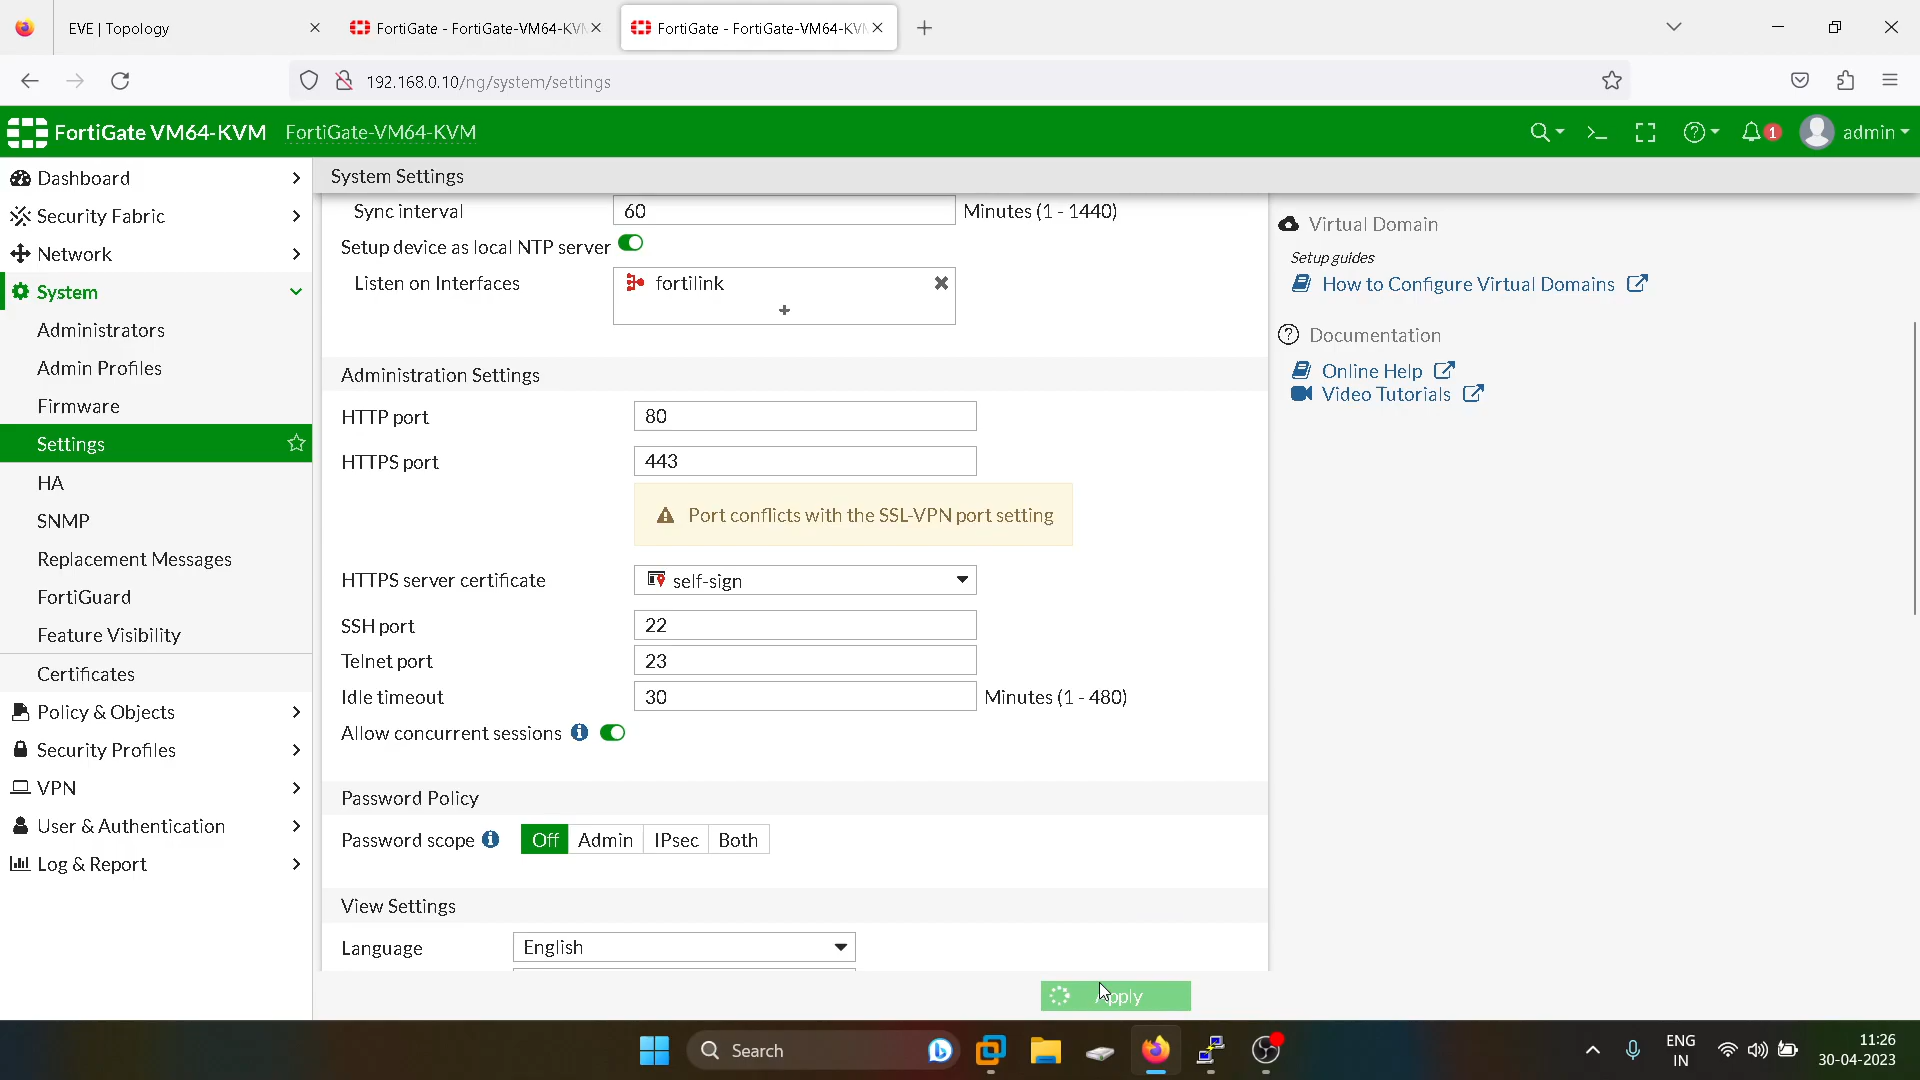 EVE | Topology
FortiGate - FortiGate-VM64-KV
FortiGate - FortiGate-VM64-KV
192.168.0.10/ng/system/settings
FortiGate VM64-KVM
FortiGate-VM64-KVM
1
admin
Dashboard
Security Fabric
Network
System
Administrators
Admin Profiles
Firmware
Settings
HA
SNMP
Replacement Messages
FortiGuard
Feature Visibility
Certificates
Policy & Objects
Security Profiles
VPN
User & Authentication
Log & Report
System Settings
Sync interval 60 Minutes (1 - 1440)
Setup device as local NTP server
Listen on Interfaces fortilink
Administration Settings
HTTP port 80
HTTPS port 443
Port conflicts with the SSL-VPN port setting
HTTPS server certificate self-sign
SSH port 22
Telnet port 23
Idle timeout 30 Minutes (1 - 480)
Allow concurrent sessions
Password Policy
Password scope Off Admin IPsec Both
View Settings
Language English
Apply
Virtual Domain
Setup guides
How to Configure Virtual Domains
Documentation
Online Help
Video Tutorials
Search
ENG
IN
11:26
30-04-2023